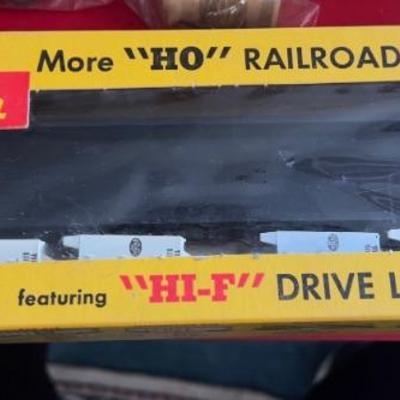 More "HO" RAILROAD
featuring "HI-F" DRIVE L